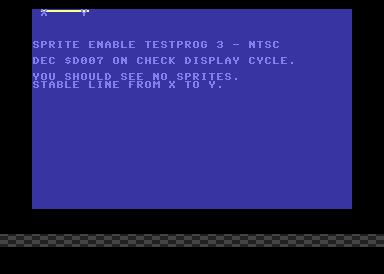 X Y
SPRITE ENABLE TESTPROG 3 - NTSC
DEC $D007 ON CHECK DISPLAY CYCLE.
YOU SHOULD SEE NO SPRITES.
STABLE LINE FROM X TO Y.